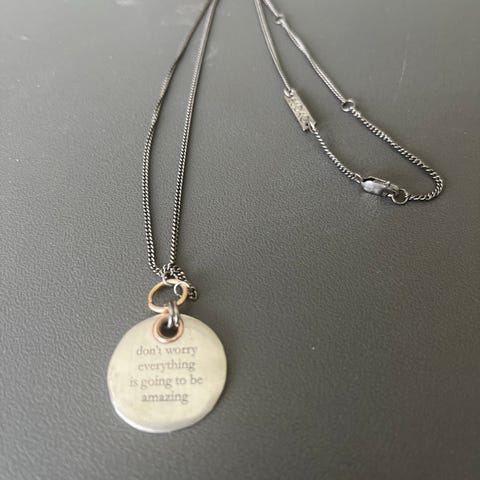 don't worry
everything
is going to be
amazing